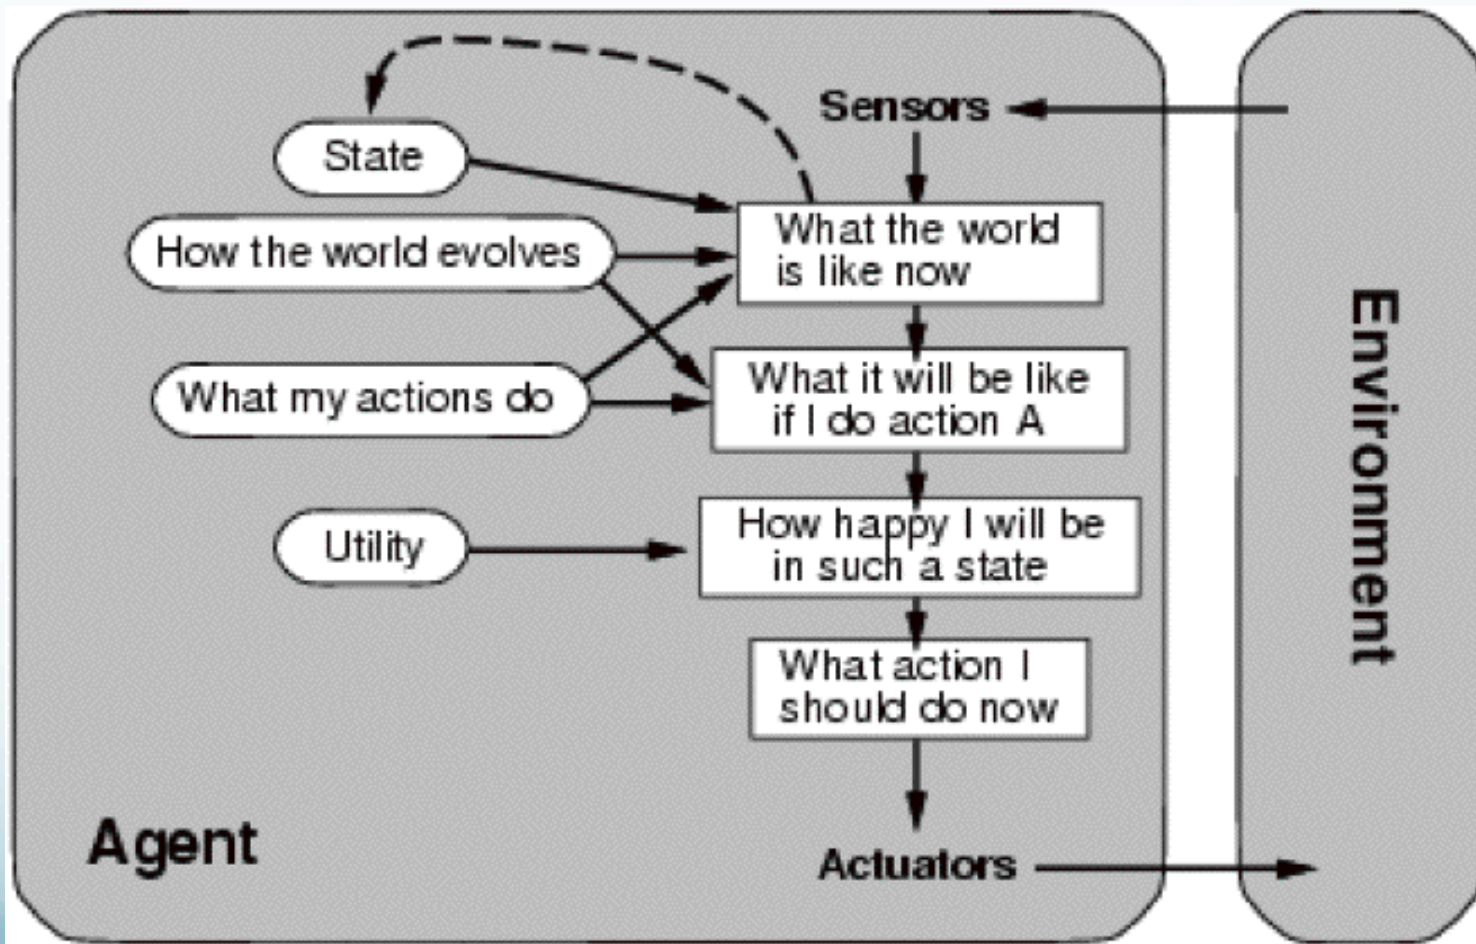 Sensors
State
What the world
is like now
How the world evolves
What it will be like
if I do action A
What my actions do
How happy I will be
in such a state
Utility
What action I
should do now
Agent
Actuators
Environment